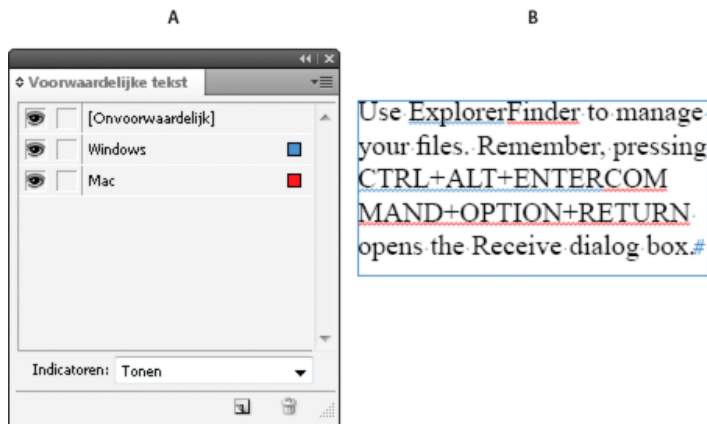 A
B
Voorwaardelijke tekst
[Onvoorwaardelijk]
Windows
Mac
Indicatoren: Tonen
Use ExplorerFinder to manage
your files. Remember, pressing
CTRL+ALT+ENTERCOM
MAND+OPTION+RETURN
opens the Receive dialog box.#